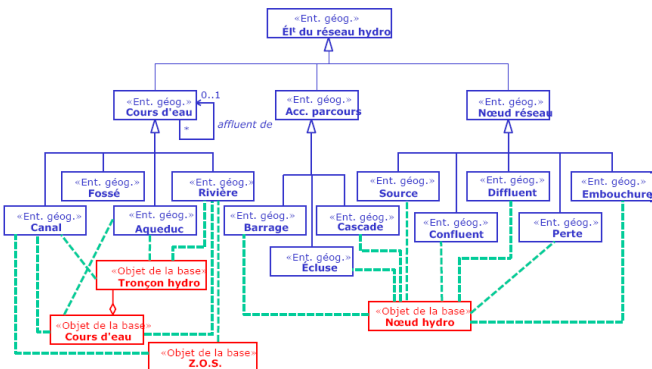 «Ent. géog.»
Élt du réseau hydro
«Ent. géog.»
Cours d'eau
0..1
*
affluent de
«Ent. géog.»
Acc. parcours
«Ent. géog.»
Nœud réseau
«Ent. géog.»
Fossé
«Ent. géog.»
Rivière
«Ent. géog.»
Source
«Ent. géog.»
Diffluent
«Ent. géog.»
Embouchure
«Ent. géog.»
Canal
«Ent. géog.»
Aqueduc
«Ent. géog.»
Barrage
«Ent. géog.»
Cascade
«Ent. géog.»
Confluent
«Ent. géog.»
Perte
«Ent. géog.»
Écluse
«Objet de la base»
Tronçon hydro
«Objet de la base»
Cours d'eau
«Objet de la base»
Nœud hydro
«Objet de la base»
Z.O.S.